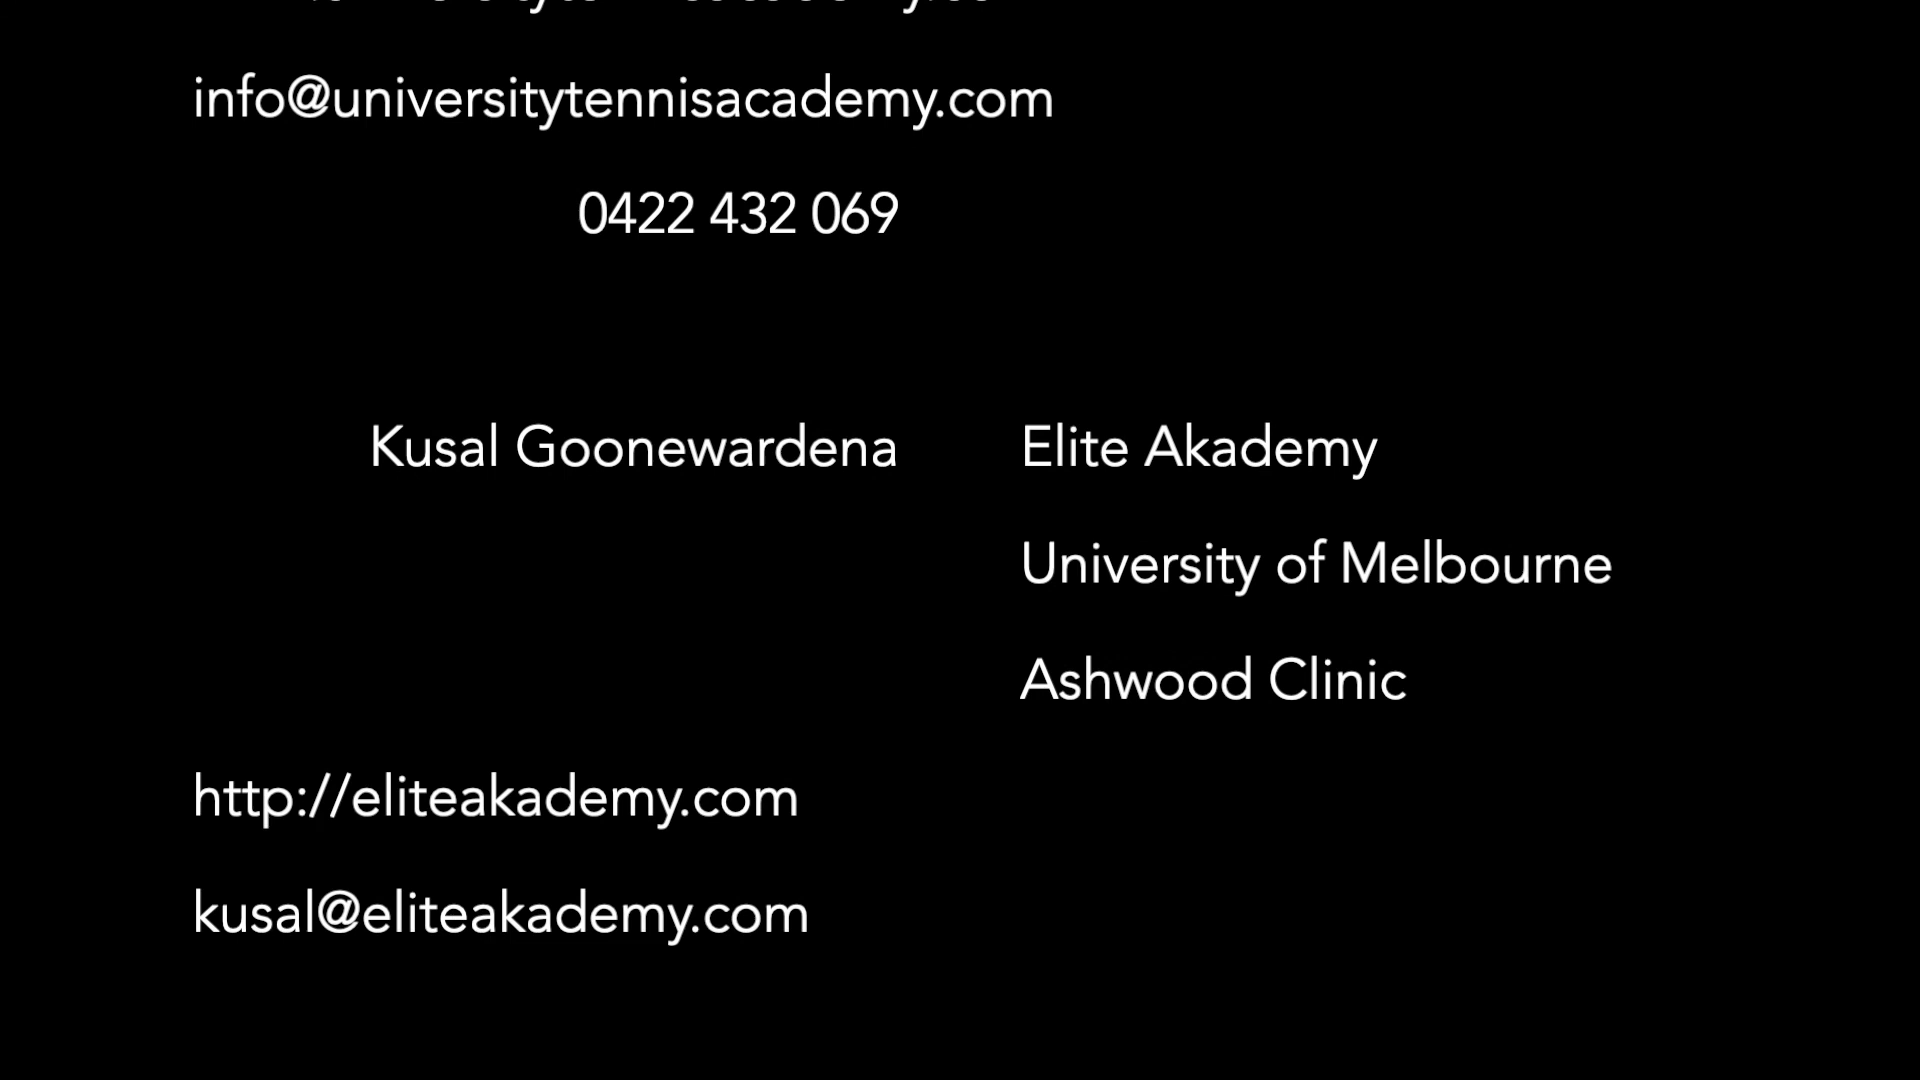 info@universitytennisacademy.com
0422 432 069
Kusal Goonewardena Elite Akademy
University of Melbourne
Ashwood Clinic
http://eliteakademy.com
kusal@eliteakademy.com